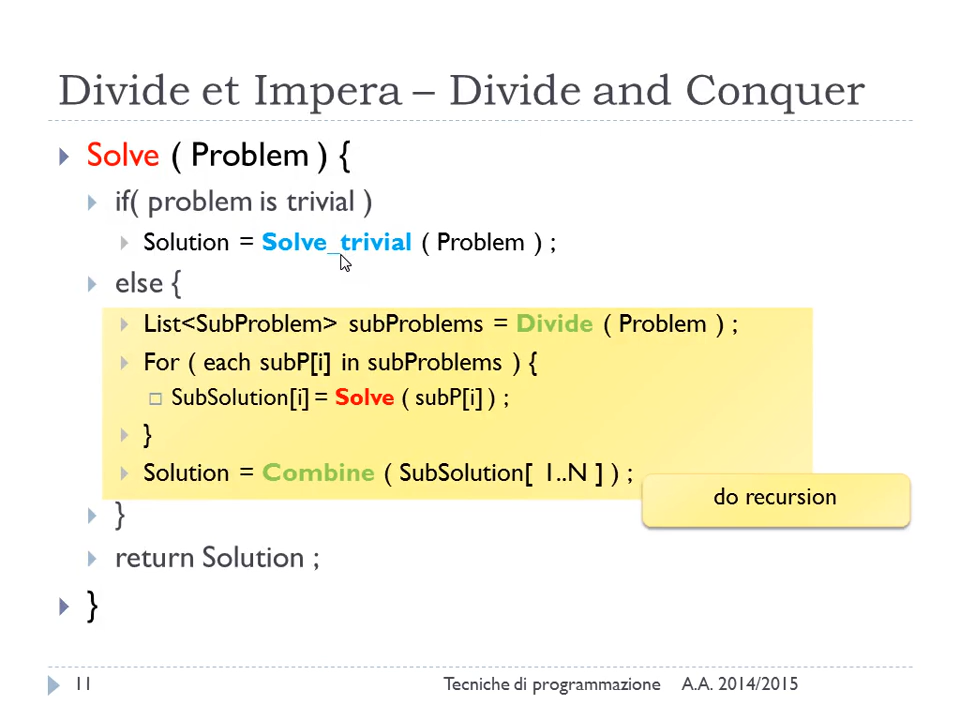 Divide et Impera – Divide and Conquer
Solve ( Problem ) {
if( problem is trivial )
Solution = Solve_trivial ( Problem ) ;
else {
List<SubProblem> subProblems = Divide ( Problem ) ;
For ( each subP[i] in subProblems ) {
SubSolution[i] = Solve ( subP[i] ) ;
}
Solution = Combine ( SubSolution[ 1..N ] ) ;
do recursion
}
return Solution ;
}
11 Tecniche di programmazione A.A. 2014/2015